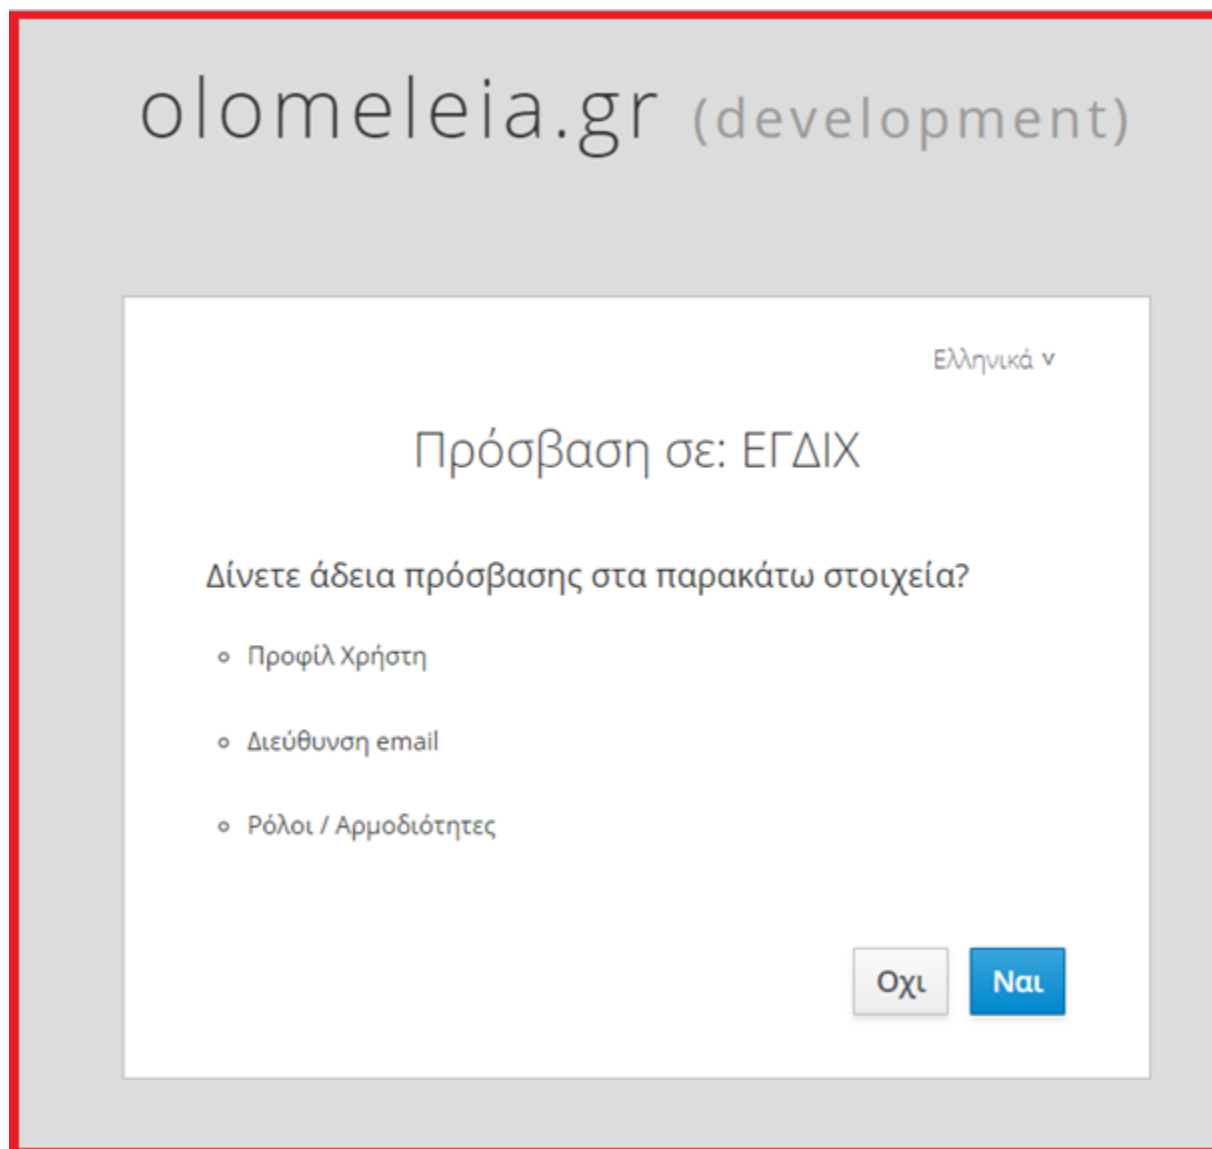 olomeleia.gr (development)
Ελληνικά v
Πρόσβαση σε: ΕΓΔΙΧ
Δίνετε άδεια πρόσβασης στα παρακάτω στοιχεία?
Προφίλ Χρήστη
Διεύθυνση email
Ρόλοι / Αρμοδιότητες
Οχι Ναι